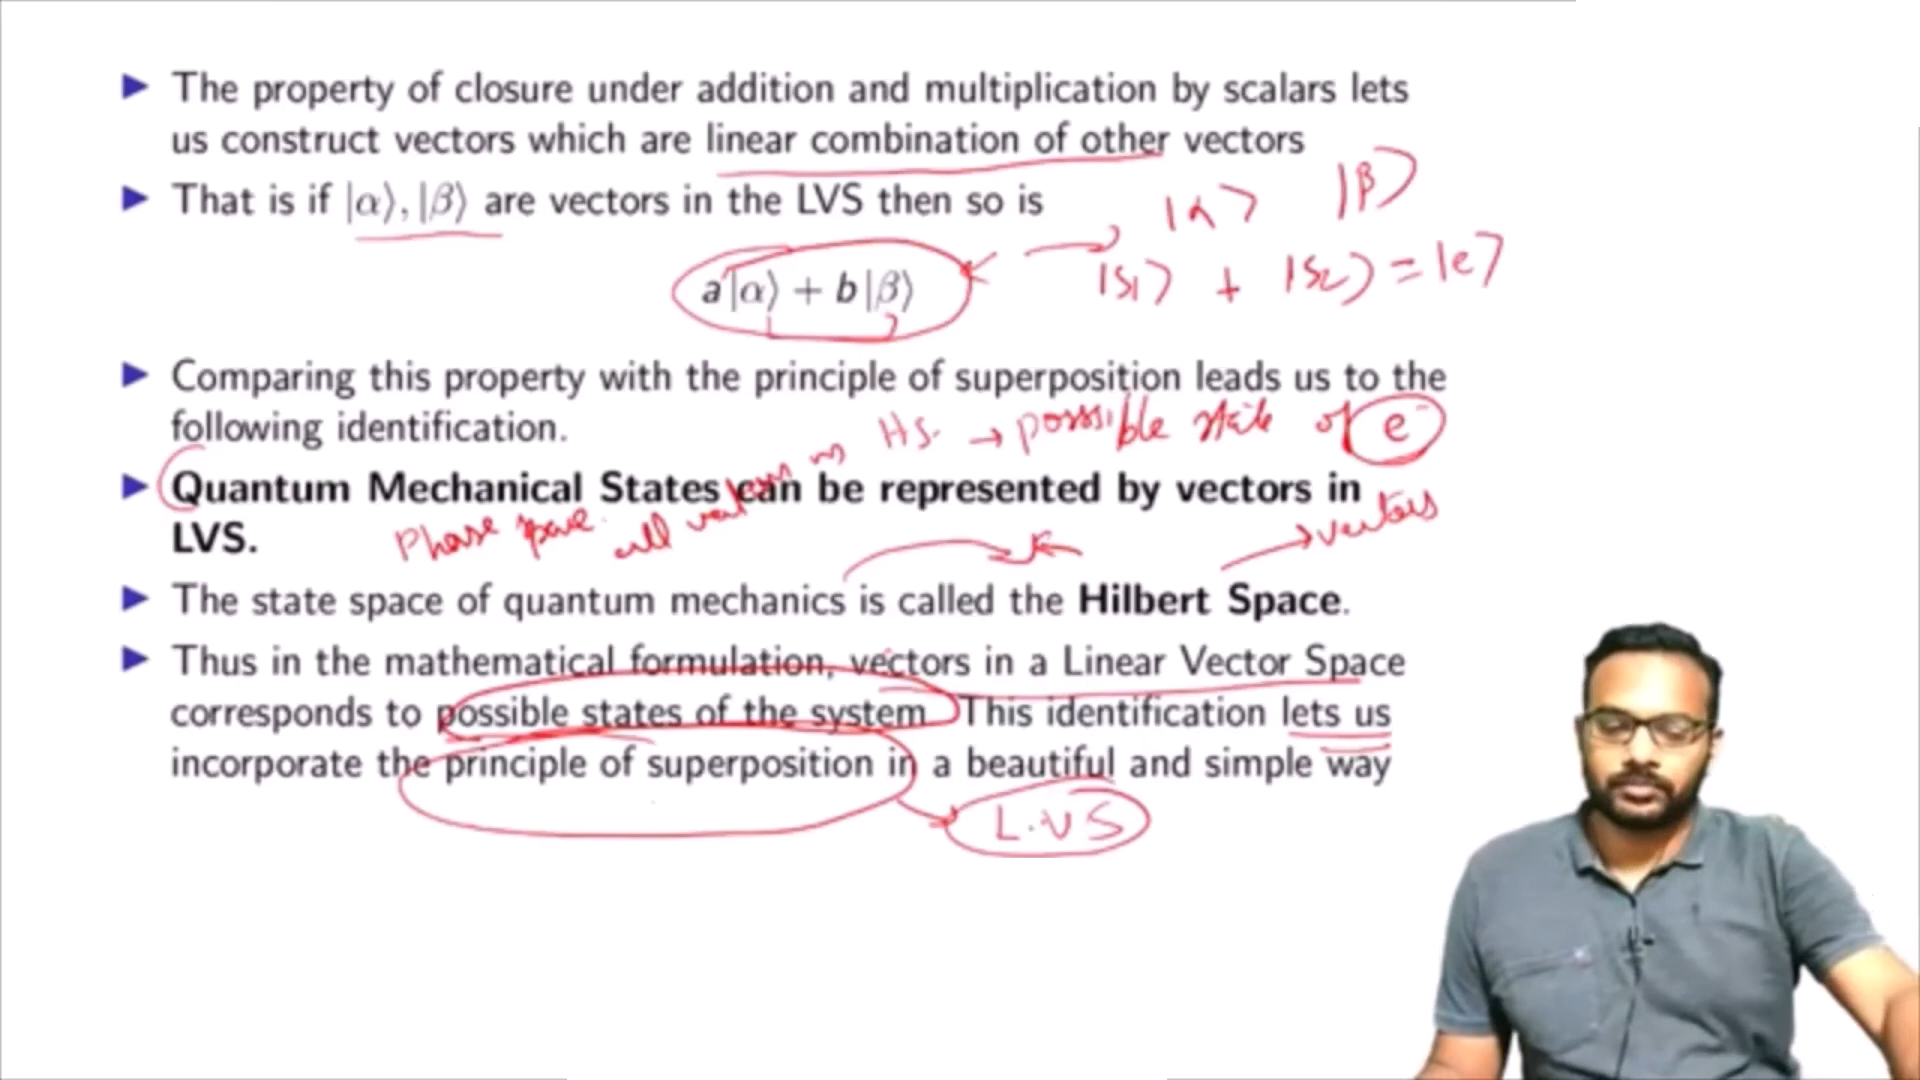 ▶ The property of closure under addition and multiplication by scalars lets
us construct vectors which are linear combination of other vectors
▶ That is if |α⟩, |β⟩ are vectors in the LVS then so is
|α⟩ |β⟩
a|α⟩ + b|β⟩
|S₁⟩ + |S₂⟩ = |e⟩
▶ Comparing this property with the principle of superposition leads us to the
following identification.
HS. → possible state of e⁻
▶ Quantum Mechanical States can be represented by vectors in
LVS.
Phase space.
all vectors in
→ vectors
▶ The state space of quantum mechanics is called the Hilbert Space.
▶ Thus in the mathematical formulation, vectors in a Linear Vector Space
corresponds to possible states of the system This identification lets us
incorporate the principle of superposition in a beautiful and simple way
L.V.S